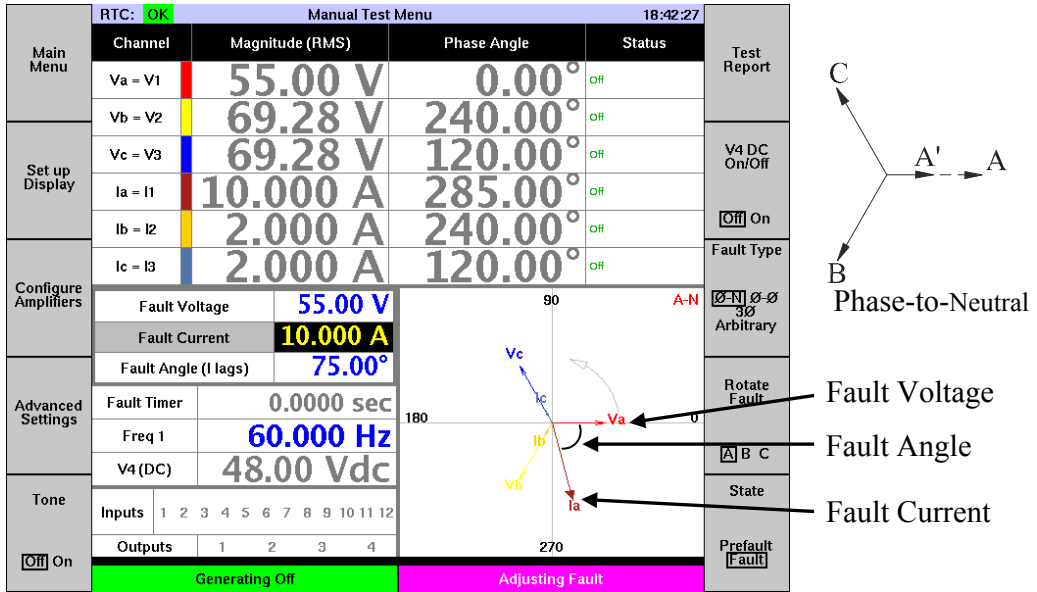 RTC: OK Manual Test Menu 18:42:27
Main Menu
Set up Display
Configure Amplifiers
Advanced Settings
Tone
Off On
Channel Magnitude (RMS) Phase Angle Status
Va = V1 55.00 V 0.00° Off
Vb = V2 69.28 V 240.00° Off
Vc = V3 69.28 V 120.00° Off
Ia = I1 10.000 A 285.00° Off
Ib = I2 2.000 A 240.00° Off
Ic = I3 2.000 A 120.00° Off
Fault Voltage 55.00 V
Fault Current 10.000 A
Fault Angle (I lags) 75.00°
Fault Timer 0.0000 sec
Freq 1 60.000 Hz
V4 (DC) 48.00 Vdc
Inputs 1 2 3 4 5 6 7 8 9 10 11 12
Outputs 1 2 3 4
Generating Off
90 A-N
Vc
Ic
180 Va 0
Ib
Vb
Ia
270
Adjusting Fault
Test Report
V4 DC On/Off
Off On
Fault Type
Ø-N Ø-Ø
3Ø
Arbitrary
Rotate Fault
A B C
State
Prefault
Fault
C
A' A
B
Phase-to-Neutral
Fault Voltage
Fault Angle
Fault Current